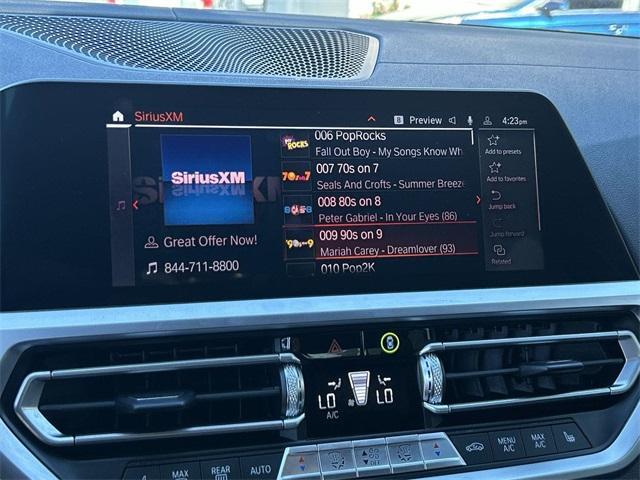 SiriusXM
Preview
4:23pm
SiriusXM
Great Offer Now!
844-711-8800
006 PopRocks
Fall Out Boy - My Songs Know Wh
007 70s on 7
Seals And Crofts - Summer Breeze
008 80s on 8
Peter Gabriel - In Your Eyes (86)
009 90s on 9
Mariah Carey - Dreamlover (93)
010 Pop2K
Add to presets
Add to favorites
Jump back
Jump forward
Related
LO
A/C
LO
MAX
REAR
AUTO
OFF
MENU
A/C
MAX
A/C